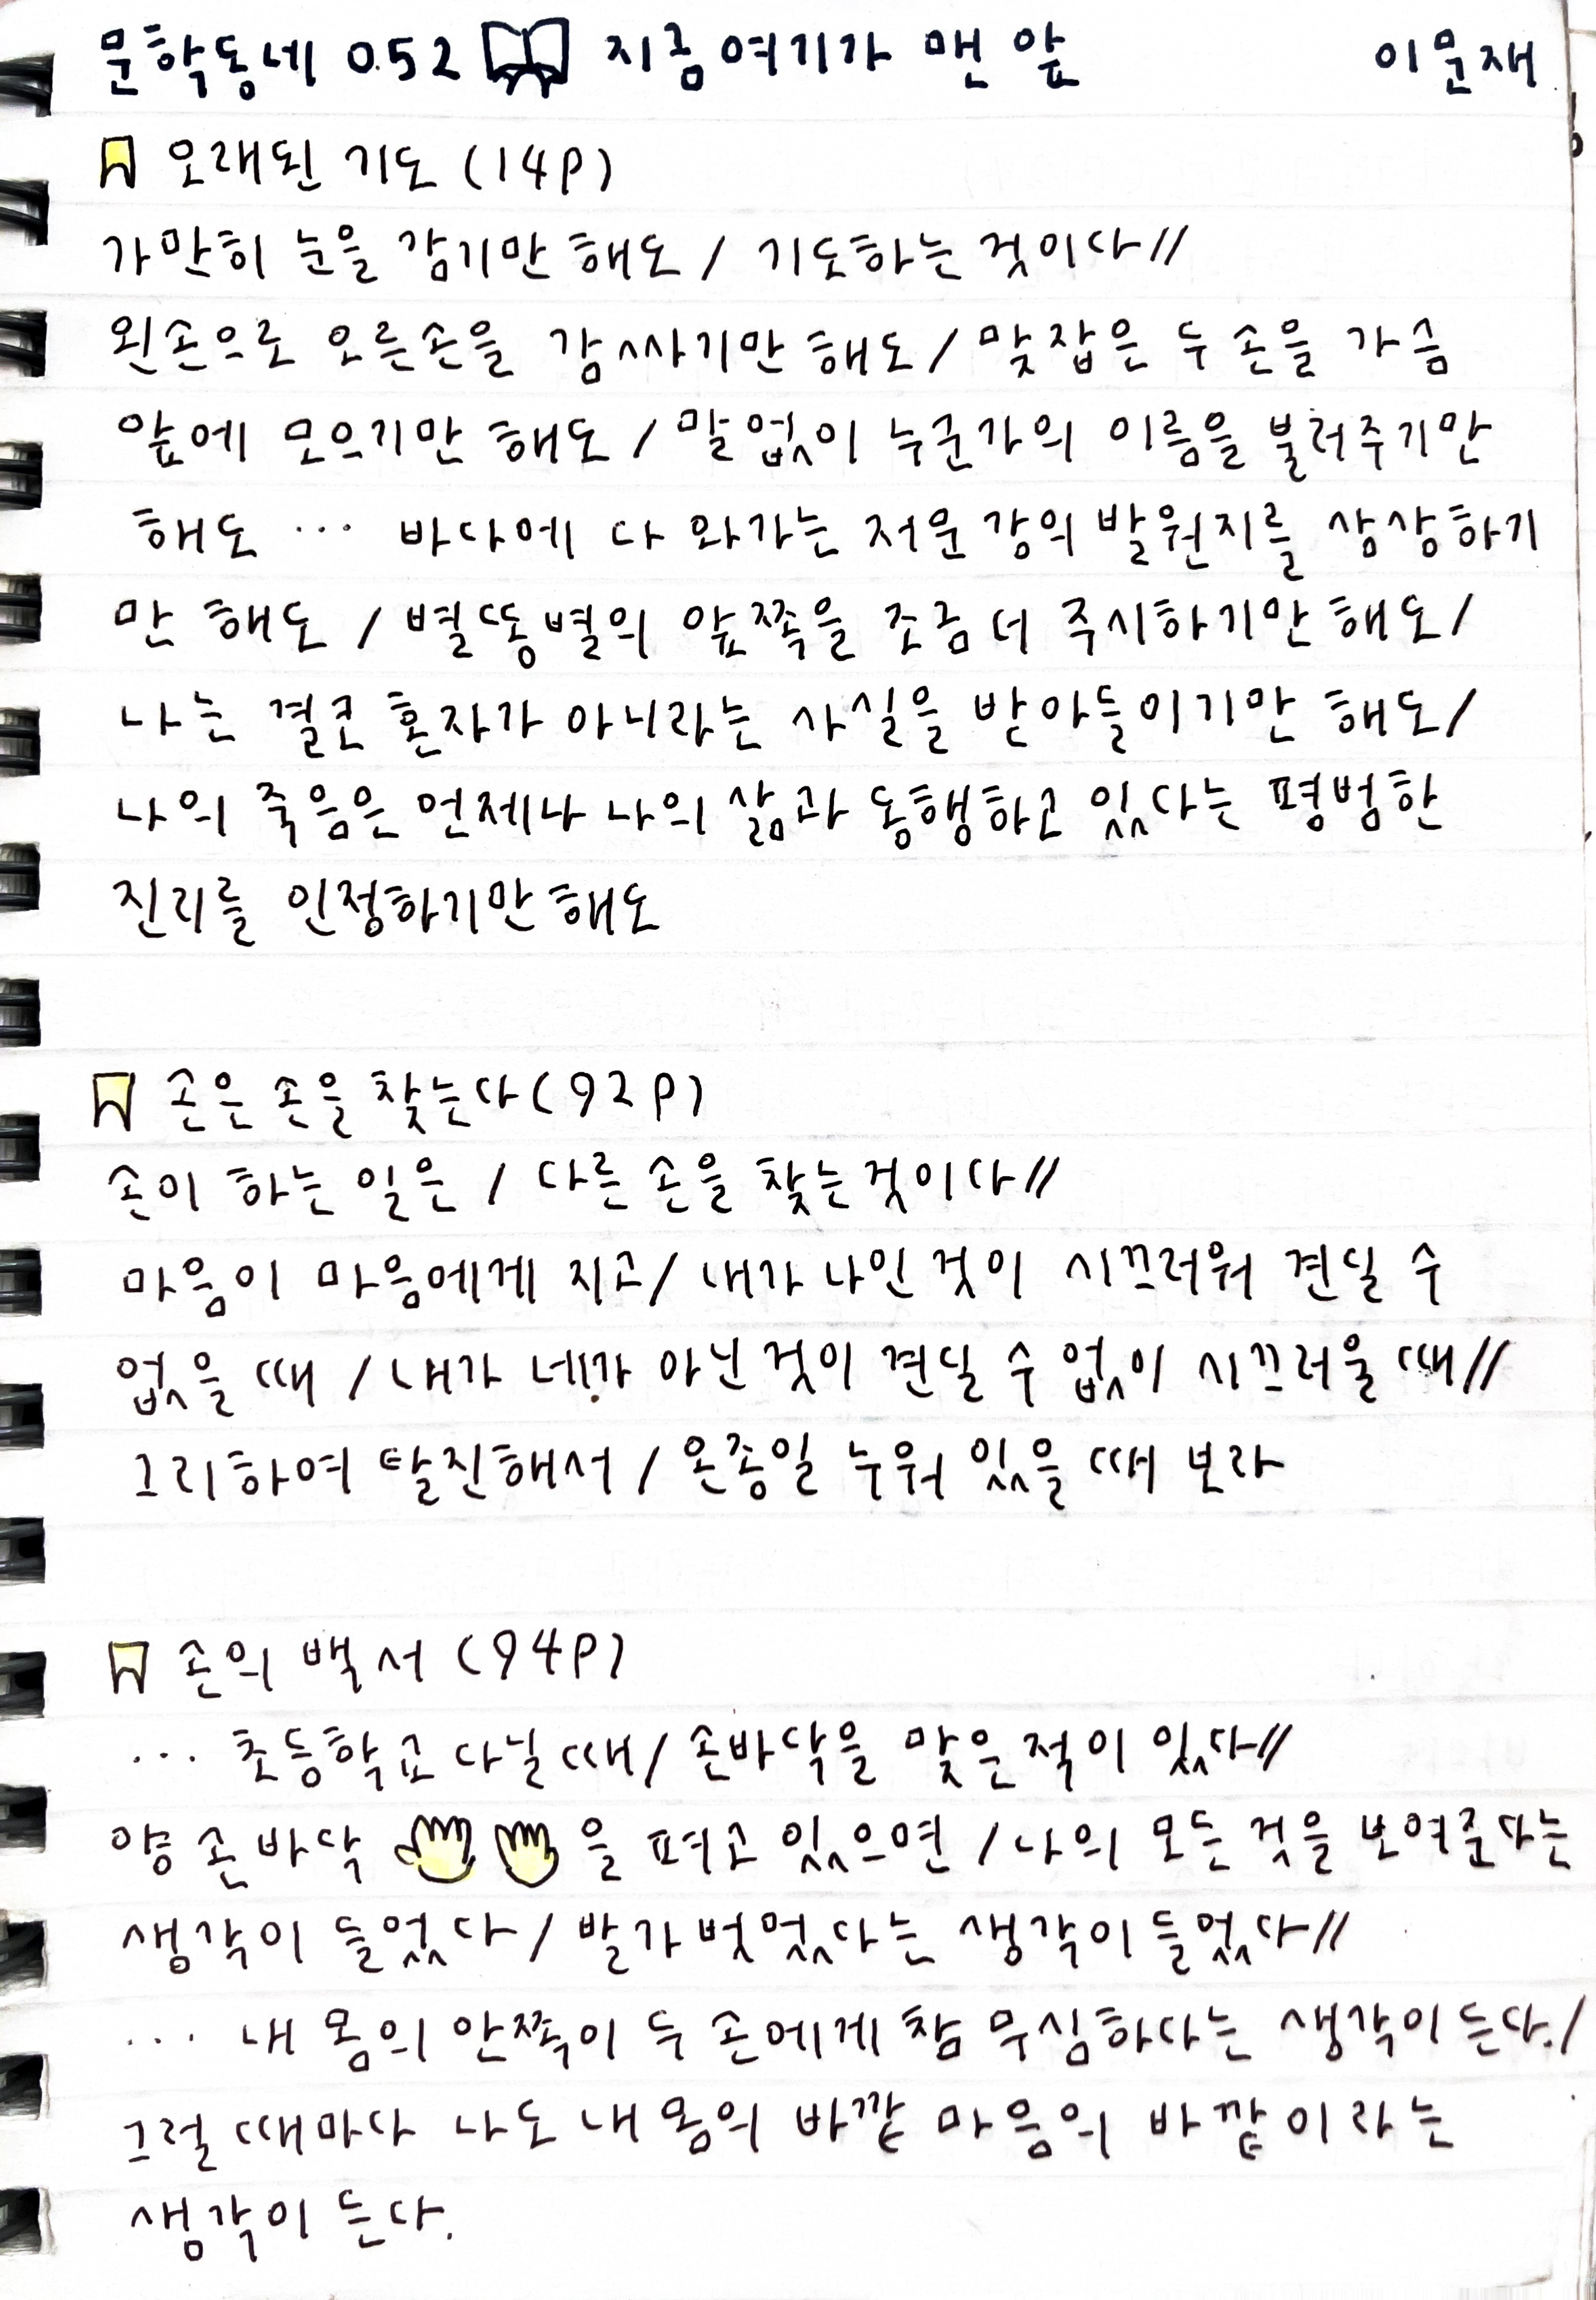 문학동네 052 지금 여기가 맨 앞 이문재
오래된 기도 (14p)
가만히 눈을 감기만 해도 / 기도하는 것이다//
왼손으로 오른손을 감싸기만 해도 / 맞잡은 두 손을 가슴
앞에 모으기만 해도 / 말 없이 누군가의 이름을 불러주기만
해도 … 바다에 다 와가는 저문 강의 발원지를 상상하기
만 해도 / 별똥별의 앞쪽을 조금 더 주시하기만 해도/
나는 결코 혼자가 아니라는 사실을 받아들이기만 해도/
나의 죽음은 언제나 나의 삶과 동행하고 있다는 평범한
진리를 인정하기만 해도
손은 손을 찾는다 (92p)
손이 하는 일은 / 다른 손을 찾는 것이다//
마음이 마음에게 지고/ 내가 나인 것이 시끄러워 견딜 수
없을 때 / 내가 네가 아닌 것이 견딜 수 없이 시끄러울 때//
그리하여 탈진해서 / 온종일 누워 있을 때 보라
손의 백서 (94p)
… 초등학교 다닐 때/ 손바닥을 맞은 적이 있다//
양 손바닥 을 펴고 있으면 / 나의 모든 것을 보여준다는
생각이 들었다 / 발가벗었다는 생각이 들었다//
… 내 몸의 안쪽이 두 손에게 참 무심하다는 생각이 든다./
그럴 때마다 나도 내 몸의 바깥 마음의 바깥이라는
생각이 든다.